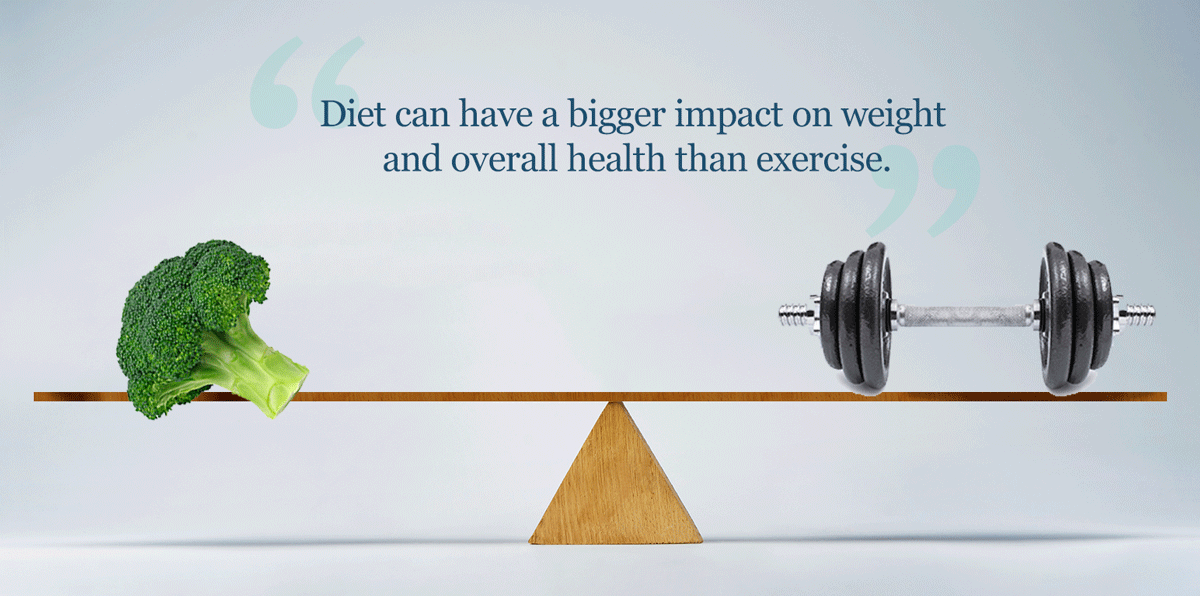 “Diet can have a bigger impact on weight
and overall health than exercise.”